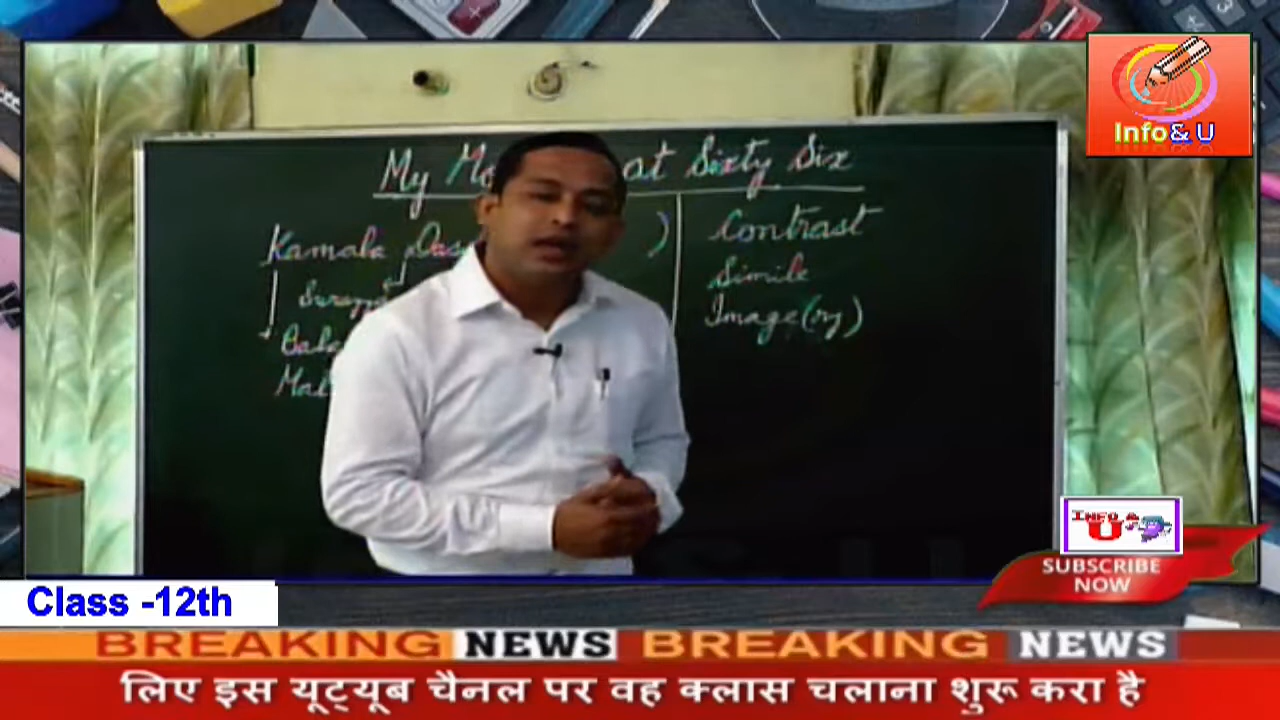 Info & U
My at Sixty Six
Kamala Das )
Contrast
Simile
Image(ry)
INFO &
U
SUBSCRIBE
NOW
Class -12th
BREAKING NEWS BREAKING NEWS
लिए इस यूट्यूब चैनल पर वह क्लास चलाना शुरू करा है